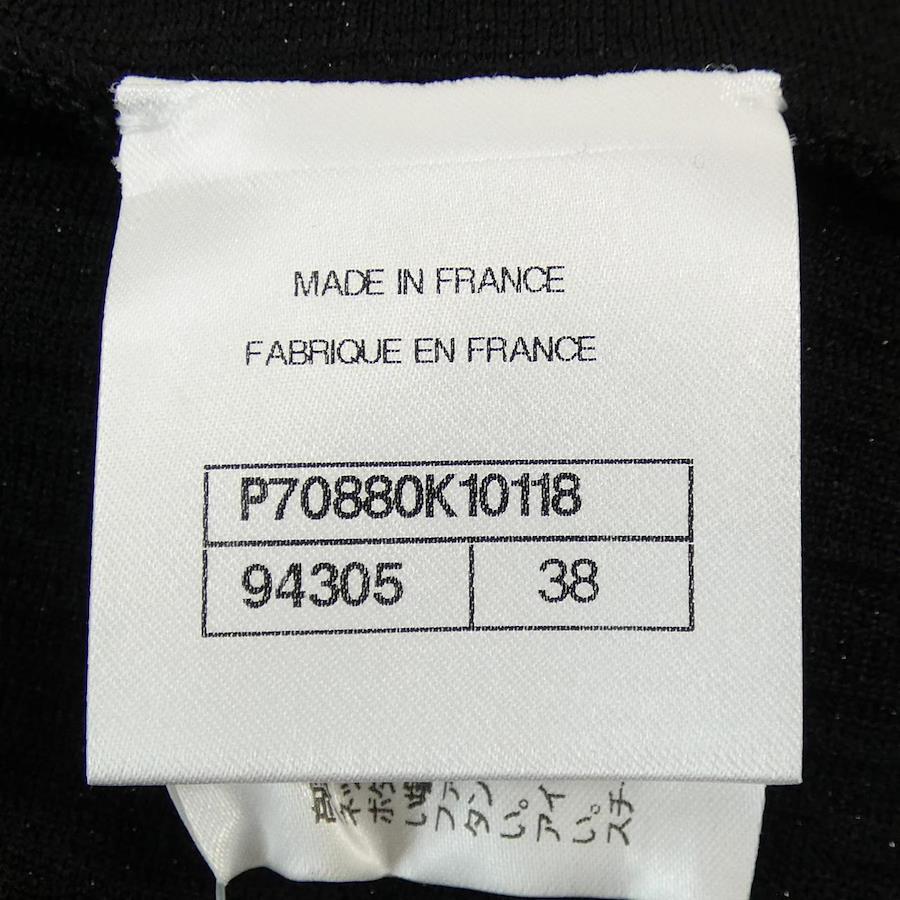 MADE IN FRANCE
FABRIQUE EN FRANCE
P70880K10118
94305 38